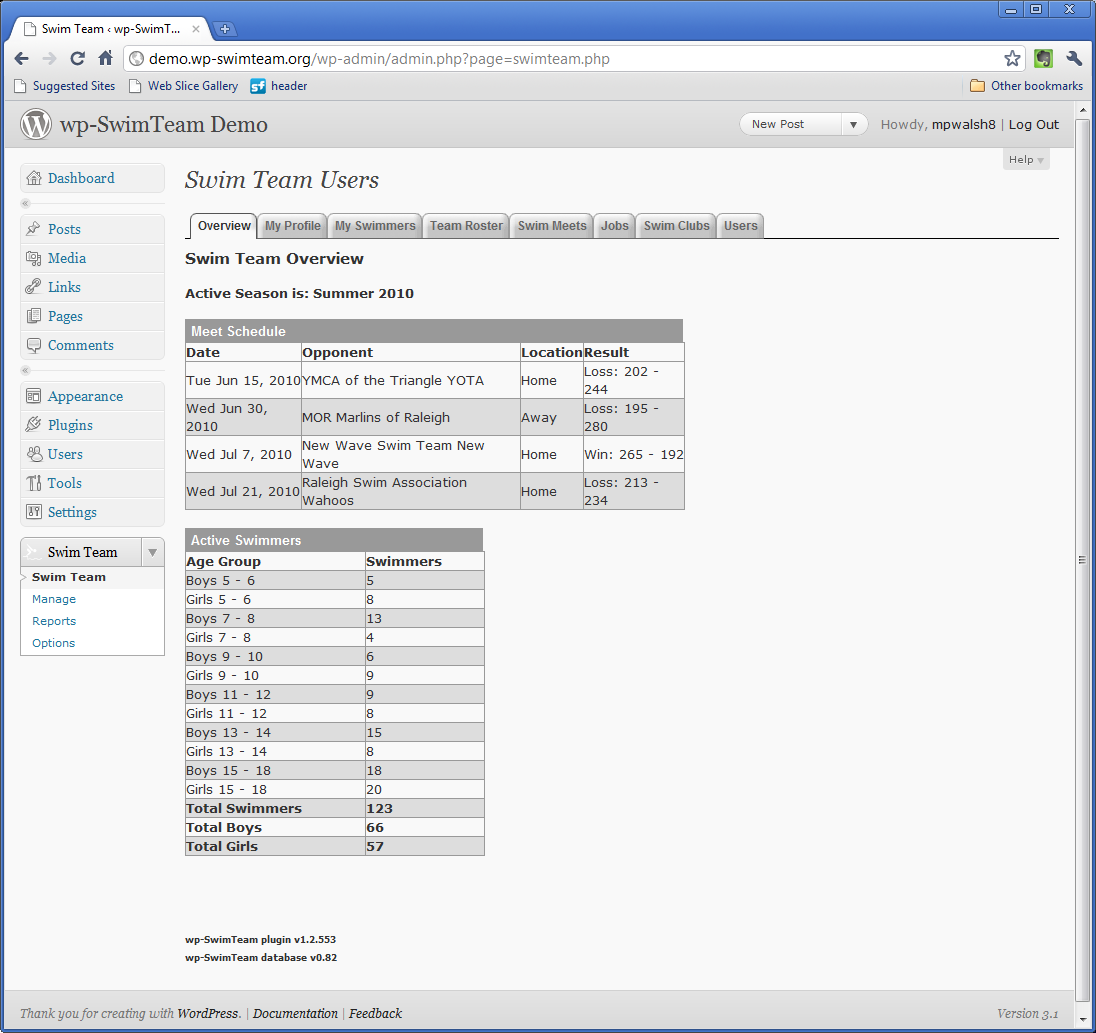 Swim Team ‹ wp-SwimT...
demo.wp-swimteam.org/wp-admin/admin.php?page=swimteam.php
Suggested Sites Web Slice Gallery header Other bookmarks
wp-SwimTeam Demo New Post Howdy, mpwalsh8 | Log Out
Help
Dashboard
Posts
Media
Links
Pages
Comments
Appearance
Plugins
Users
Tools
Settings
Swim Team
Swim Team
Manage
Reports
Options
Swim Team Users
Overview My Profile My Swimmers Team Roster Swim Meets Jobs Swim Clubs Users
Swim Team Overview
Active Season is: Summer 2010
Meet Schedule
Date Opponent Location Result
Tue Jun 15, 2010 YMCA of the Triangle YOTA Home Loss: 202 -
244
Wed Jun 30,
2010 MOR Marlins of Raleigh Away Loss: 195 -
280
Wed Jul 7, 2010 New Wave Swim Team New
Wave Home Win: 265 - 192
Wed Jul 21, 2010 Raleigh Swim Association
Wahoos Home Loss: 213 -
234
Active Swimmers
Age Group Swimmers
Boys 5 - 6 5
Girls 5 - 6 8
Boys 7 - 8 13
Girls 7 - 8 4
Boys 9 - 10 6
Girls 9 - 10 9
Boys 11 - 12 9
Girls 11 - 12 8
Boys 13 - 14 15
Girls 13 - 14 8
Boys 15 - 18 18
Girls 15 - 18 20
Total Swimmers 123
Total Boys 66
Total Girls 57
wp-SwimTeam plugin v1.2.553
wp-SwimTeam database v0.82
Thank you for creating with WordPress. | Documentation | Feedback Version 3.1